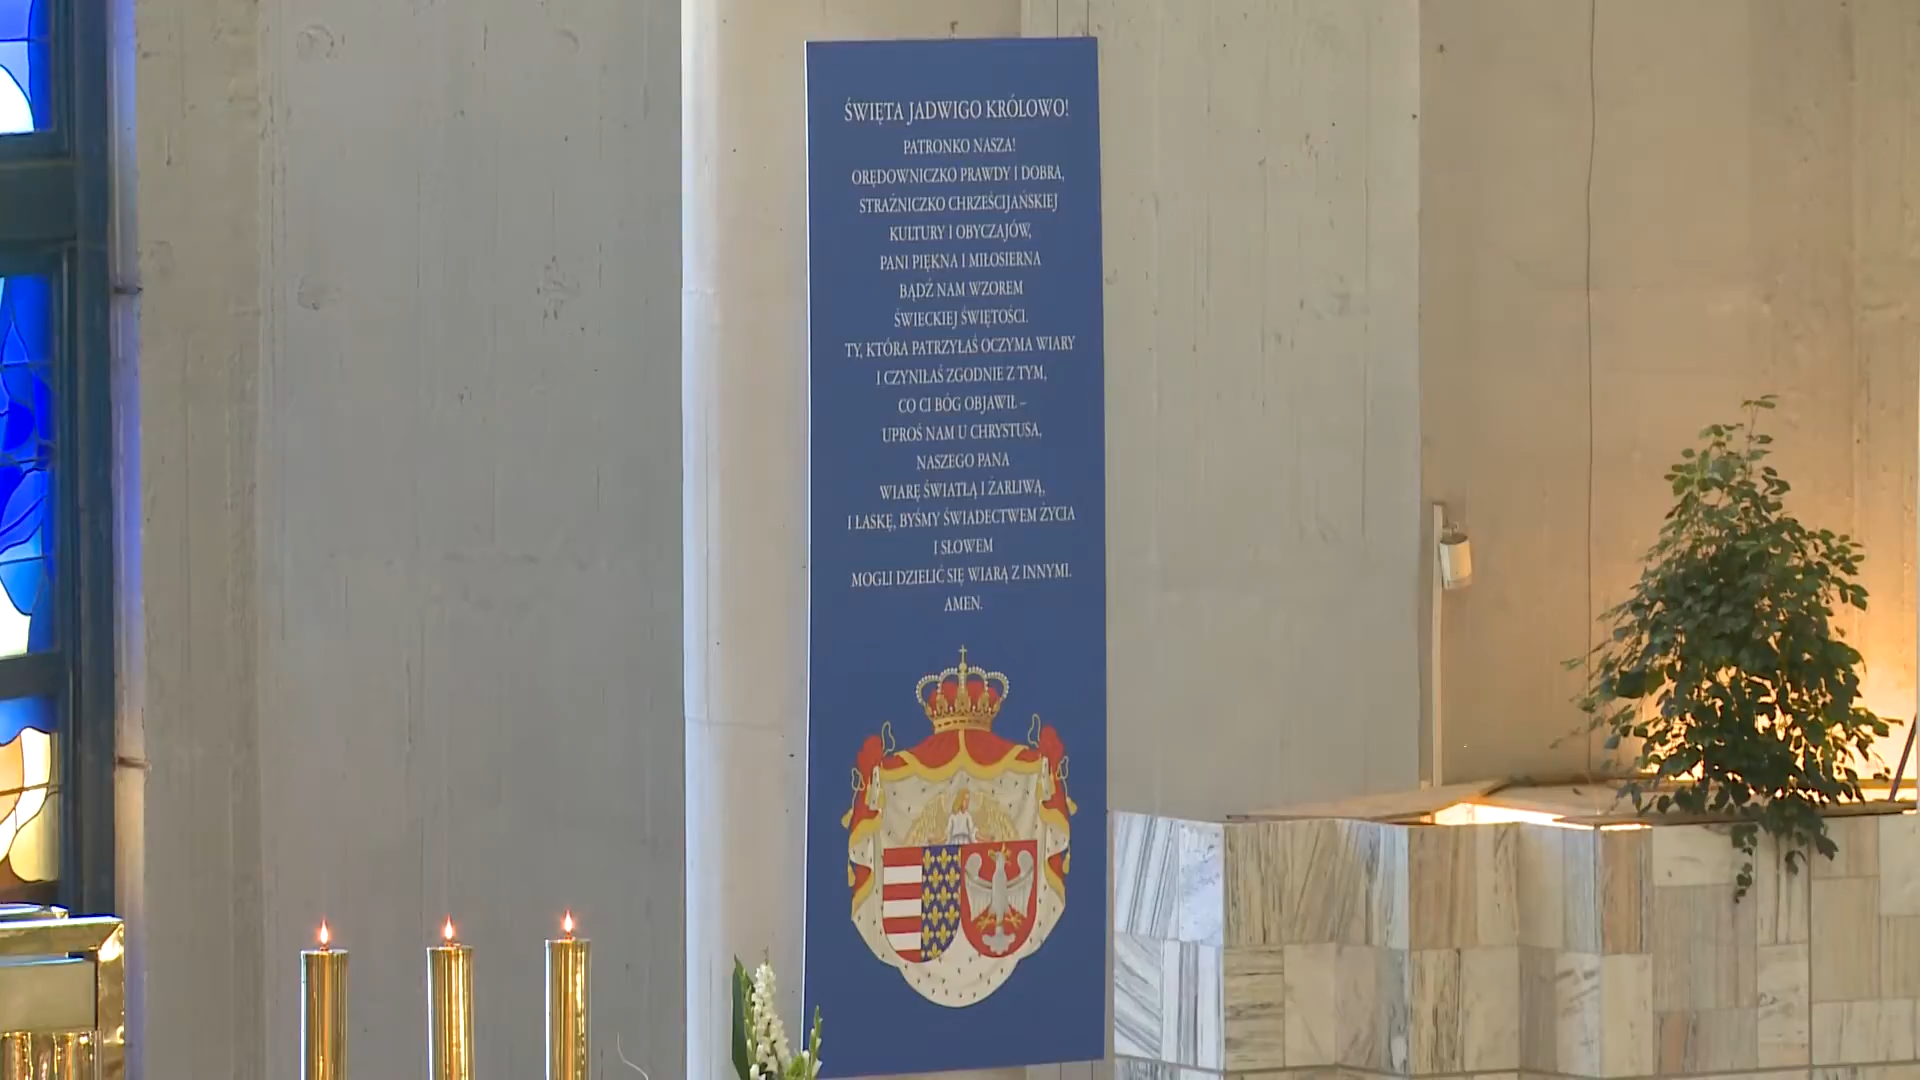 ŚWIĘTA JADWIGO KRÓLOWO!
PATRONKO NASZA!
ORĘDOWNICZKO PRAWDY I DOBRA,
STRAŻNICZKO CHRZEŚCIJAŃSKIEJ
KULTURY I OBYCZAJÓW,
PANI PIĘKNA I MIŁOSIERNA
BĄDŹ NAM WZOREM
ŚWIECKIEJ ŚWIĘTOŚCI.
TY, KTÓRA PATRZYŁAŚ OCZYMA WIARY
I CZYNIŁAŚ ZGODNIE Z TYM,
CO CI BÓG OBJAWIŁ –
UPROŚ NAM U CHRYSTUSA,
NASZEGO PANA
WIARĘ ŚWIATŁĄ I ŻARLIWĄ,
I ŁASKĘ, BYŚMY ŚWIADECTWEM ŻYCIA
I SŁOWEM
MOGLI DZIELIĆ SIĘ WIARĄ Z INNYMI.
AMEN.